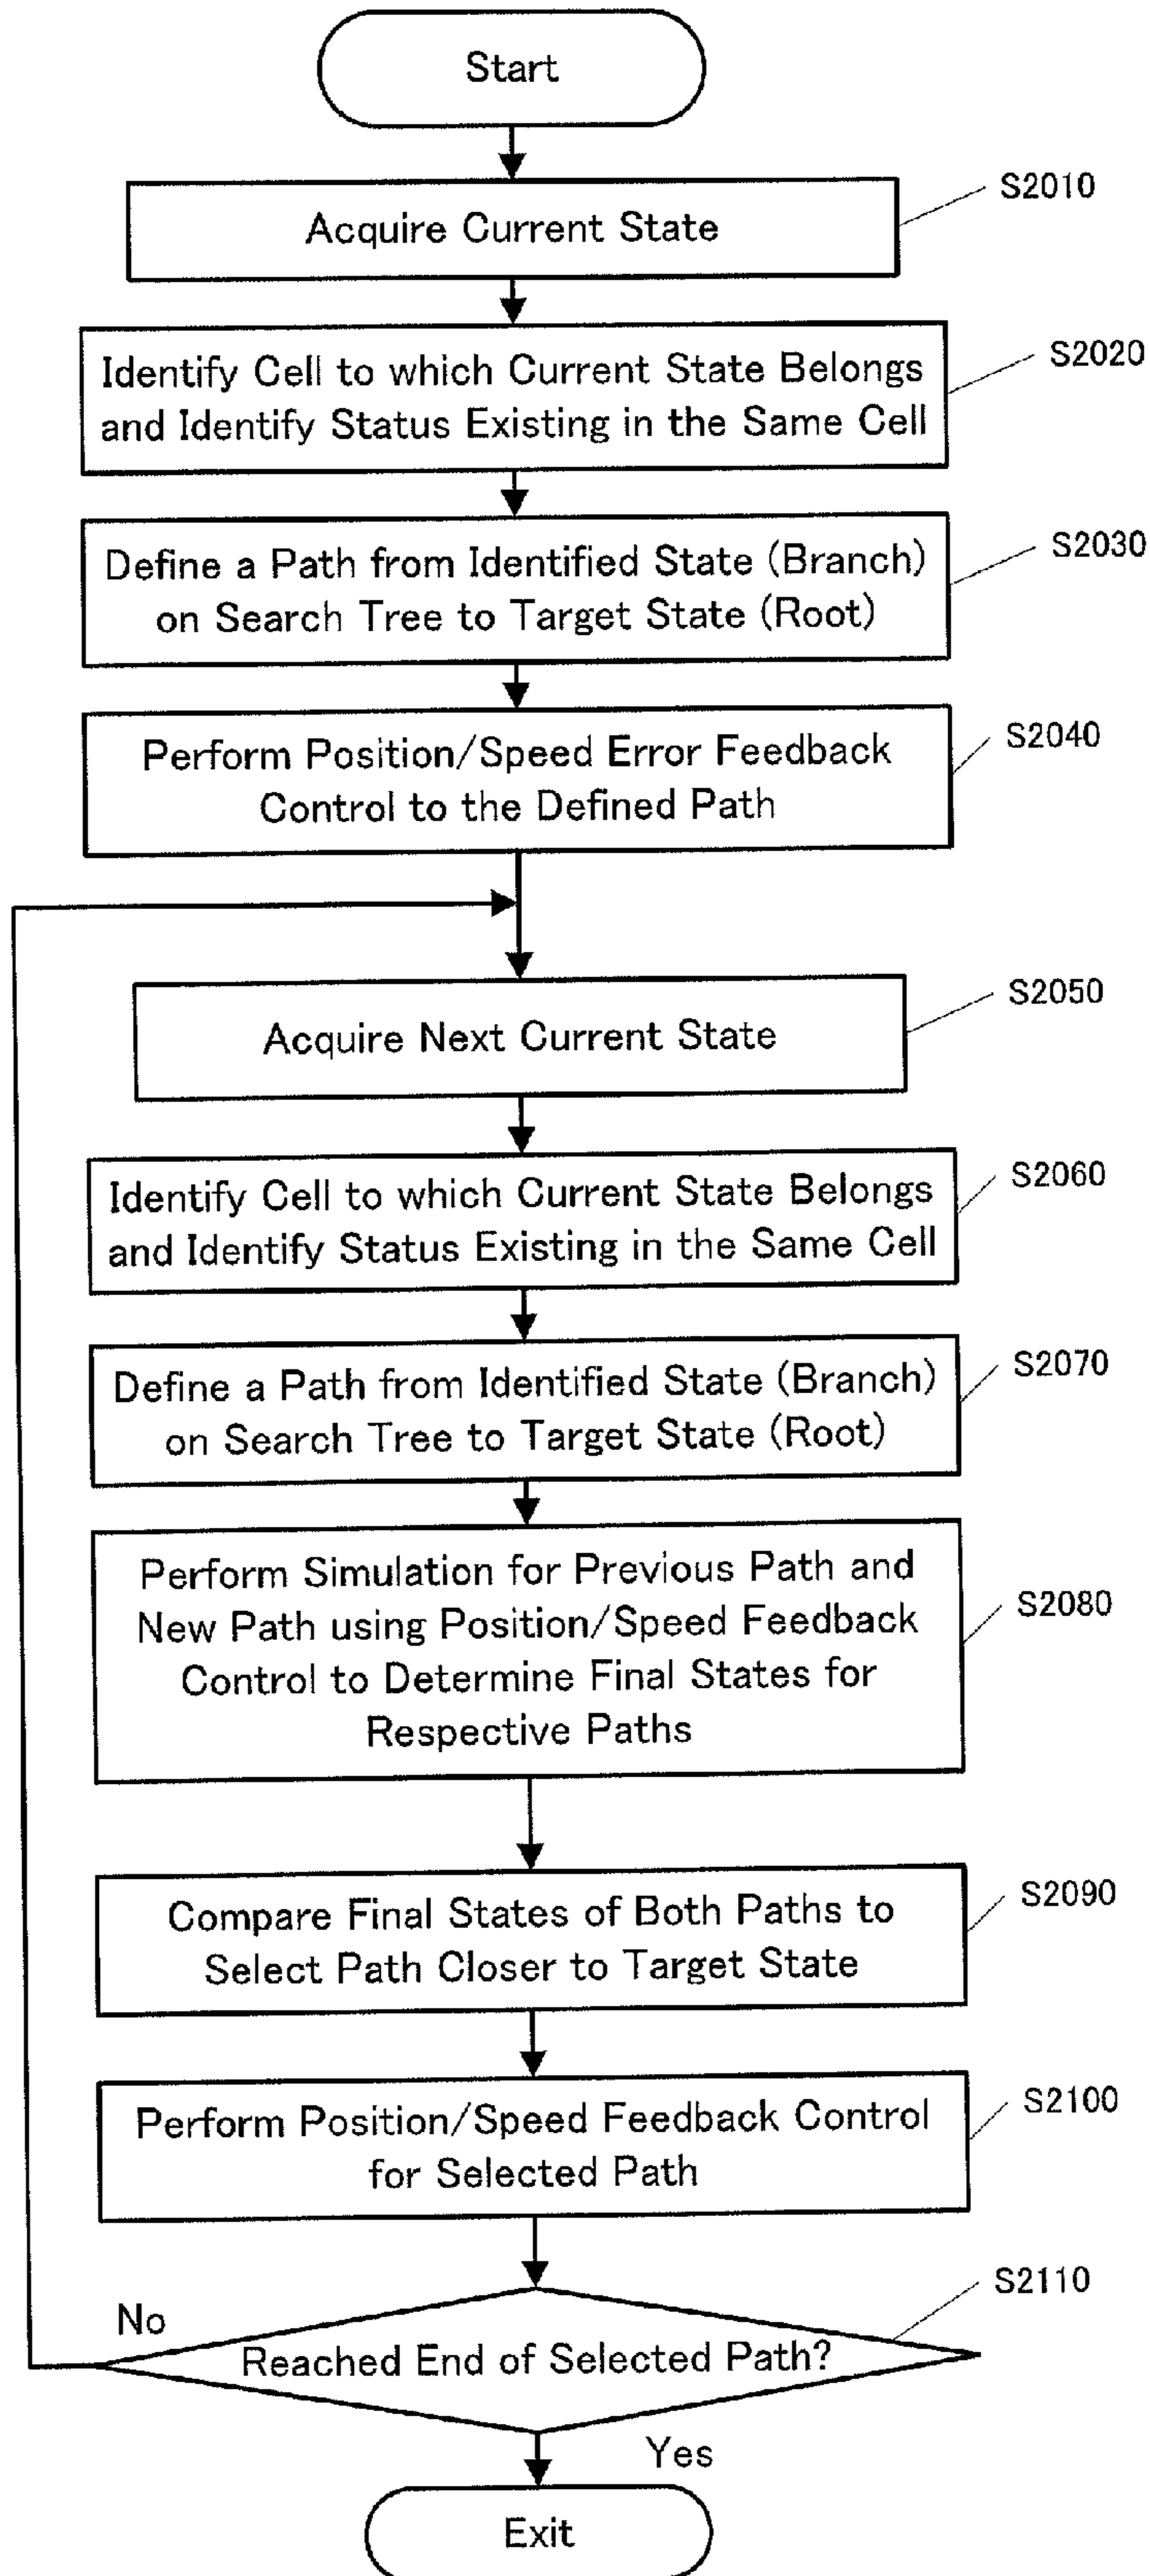 Start
Acquire Current State
S2010
Identify Cell to which Current State Belongs
and Identify Status Existing in the Same Cell
S2020
Define a Path from Identified State (Branch)
on Search Tree to Target State (Root)
S2030
Perform Position/Speed Error Feedback
Control to the Defined Path
S2040
Acquire Next Current State
S2050
Identify Cell to which Current State Belongs
and Identify Status Existing in the Same Cell
S2060
Define a Path from Identified State (Branch)
on Search Tree to Target State (Root)
S2070
Perform Simulation for Previous Path and
New Path using Position/Speed Feedback
Control to Determine Final States for
Respective Paths
S2080
Compare Final States of Both Paths to
Select Path Closer to Target State
S2090
Perform Position/Speed Feedback Control
for Selected Path
S2100
Reached End of Selected Path?
S2110
No
Yes
Exit